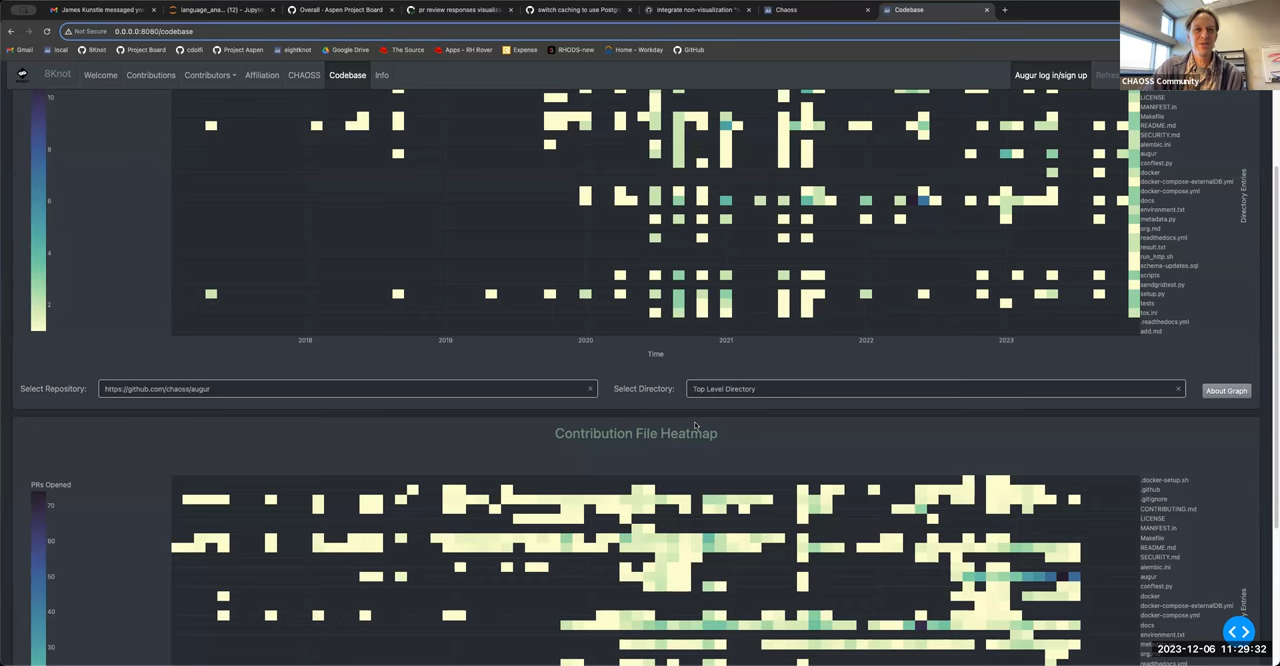 James Kunstle messaged yo
language_ana... (12) - Jupyte
Overall · Aspen Project Board
pr review responses visualiz
switch caching to use Postgr
Integrate non-visualization "
Chaoss
Codebase
Not Secure
0.0.0.0:8080/codebase
Gmail
local
8Knot
Project Board
cdolfi
Project Aspen
eightknot
Google Drive
The Source
Apps - RH Rover
Expense
RHODS-new
Home - Workday
GitHub
8Knot
Welcome
Contributions
Contributors
Affiliation
CHAOSS
Codebase
Info
Augur log in/sign up
Refres
CHAOSS Community
10
8
6
4
2
LICENSE
MANIFEST.in
Makefile
README.md
SECURITY.md
alembic.ini
augur
conftest.py
docker
docker-compose-externalDB.yml
docker-compose.yml
docs
environment.txt
metadata.py
org.md
readthedocs.yml
result.txt
run_http.sh
schema-updates.sql
scripts
sendgridtest.py
setup.py
tests
tox.ini
.readthedocs.yml
add.md
Directory Entries
2018
2019
2020
2021
2022
2023
Time
Select Repository:
https://github.com/chaoss/augur
Select Directory:
Top Level Directory
About Graph
Contribution File Heatmap
PRs Opened
70
60
50
40
30
.docker-setup.sh
.github
.gitignore
CONTRIBUTING.md
LICENSE
MANIFEST.in
Makefile
README.md
SECURITY.md
alembic.ini
augur
conftest.py
docker
docker-compose-externalDB.yml
docker-compose.yml
docs
environment.txt
org
readthedocs.yml
y Entries
2023-12-06 11:29:32